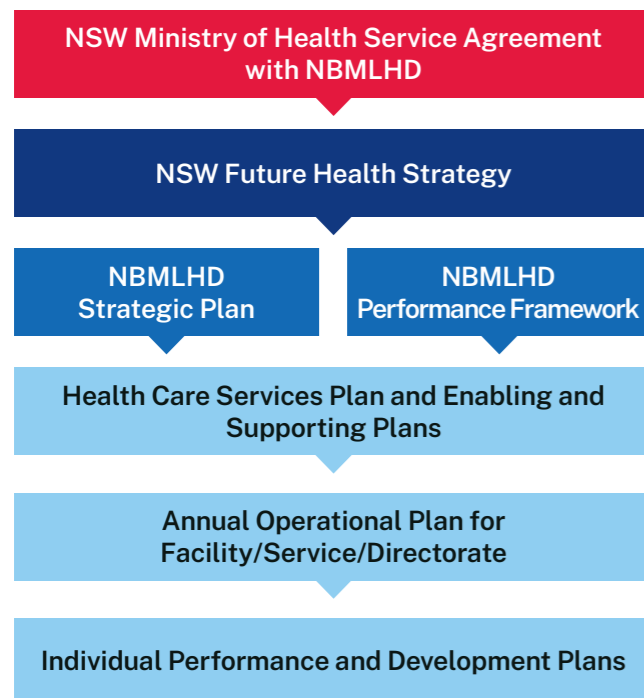 NSW Ministry of Health Service Agreement
with NBMLHD
NSW Future Health Strategy
NBMLHD
Strategic Plan
NBMLHD
Performance Framework
Health Care Services Plan and Enabling and
Supporting Plans
Annual Operational Plan for
Facility/Service/Directorate
Individual Performance and Development Plans